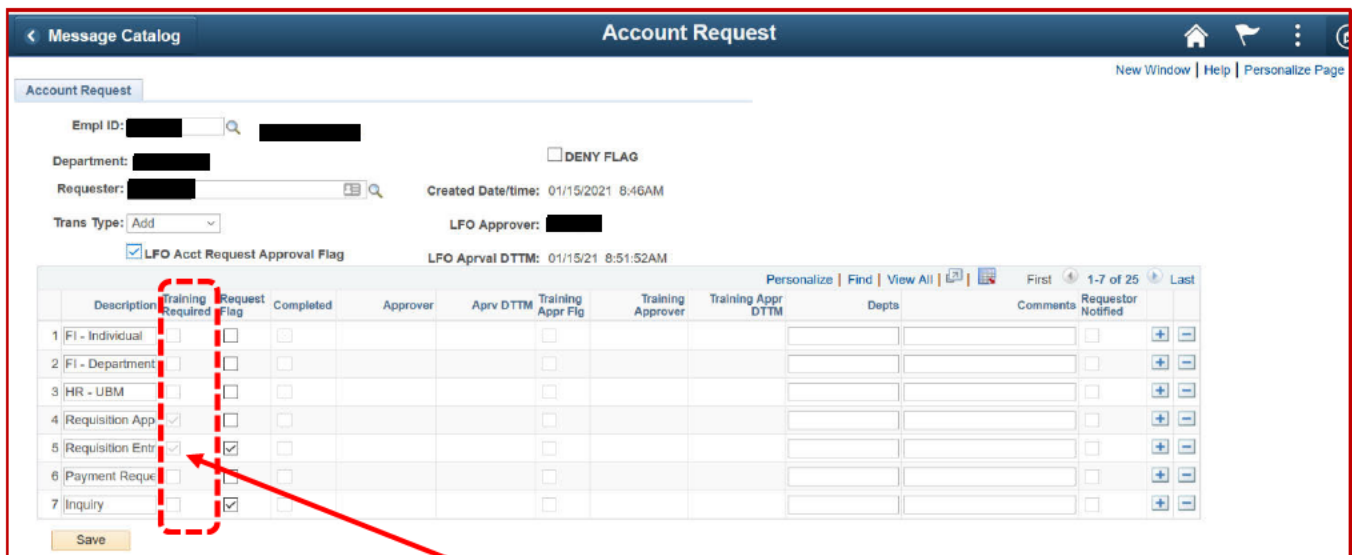 Message Catalog
Account Request
New Window | Help | Personalize Page
Account Request
Empl ID:
Department:
DENY FLAG
Requester:
Created Date/time: 01/15/2021 8:46AM
Trans Type: Add
LFO Approver:
LFO Acct Request Approval Flag
LFO Aprval DTTM: 01/15/21 8:51:52AM
Personalize | Find | View All | First 1-7 of 25 Last
Description Training Required Request Flag Completed Approver Aprv DTTM Training Appr Flg Training Approver Training Appr DTTM Depts Comments Requestor Notified
1 FI - Individual
2 FI - Department
3 HR - UBM
4 Requisition App
5 Requisition Entr
6 Payment Reque
7 Inquiry
Save